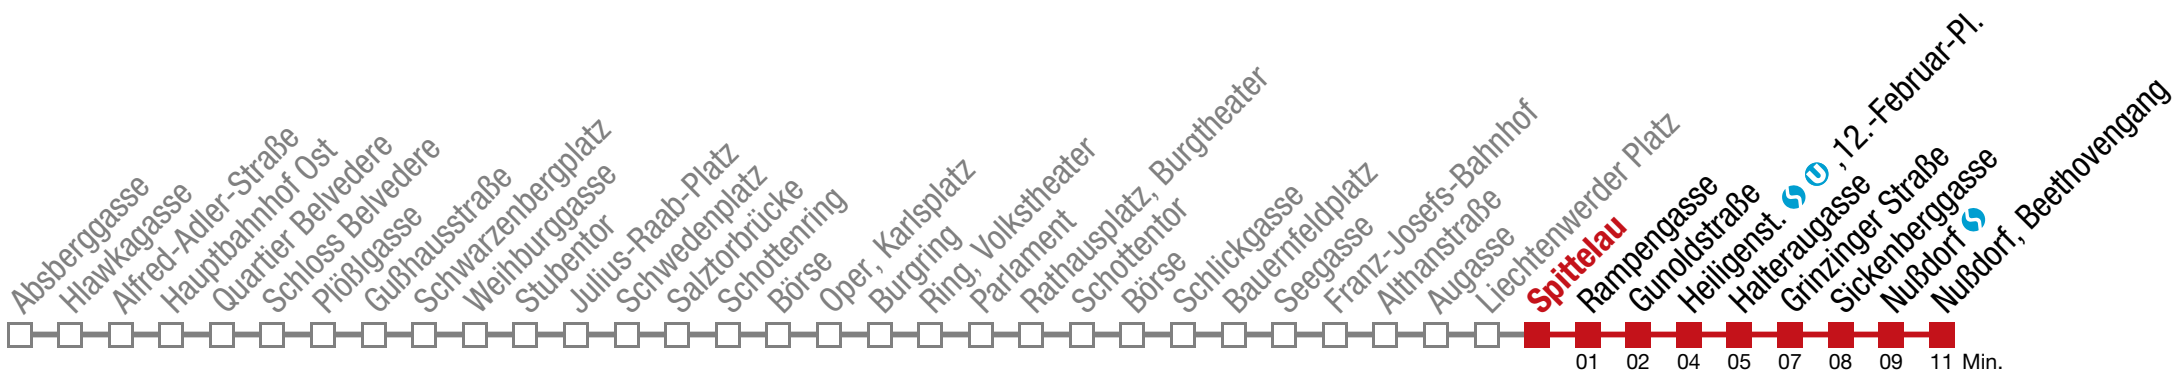 Absberggasse
Hlawkagasse
Alfred-Adler-Straße
Hauptbahnhof Ost
Quartier Belvedere
Schloss Belvedere
Plößlgasse
Gußhausstraße
Schwarzenbergplatz
Weihburggasse
Stubentor
Julius-Raab-Platz
Schwedenplatz
Salztorbrücke
Schottenring
Börse
Oper, Karlsplatz
Burgring
Ring, Volkstheater
Parlament
Rathausplatz, Burgtheater
Schottentor
Börse
Schlickgasse
Bauernfeldplatz
Seegasse
Franz-Josefs-Bahnhof
Althanstraße
Augasse
Liechtenwerder Platz
Spittelau
Rampengasse
Gunoldstraße
Heiligenst. S U ,12.-Februar-Pl.
Halteraugasse
Grinzinger Straße
Sickenberggasse
Nußdorf S
Nußdorf, Beethovengang
01 02 04 05 07 08 09 11 Min.